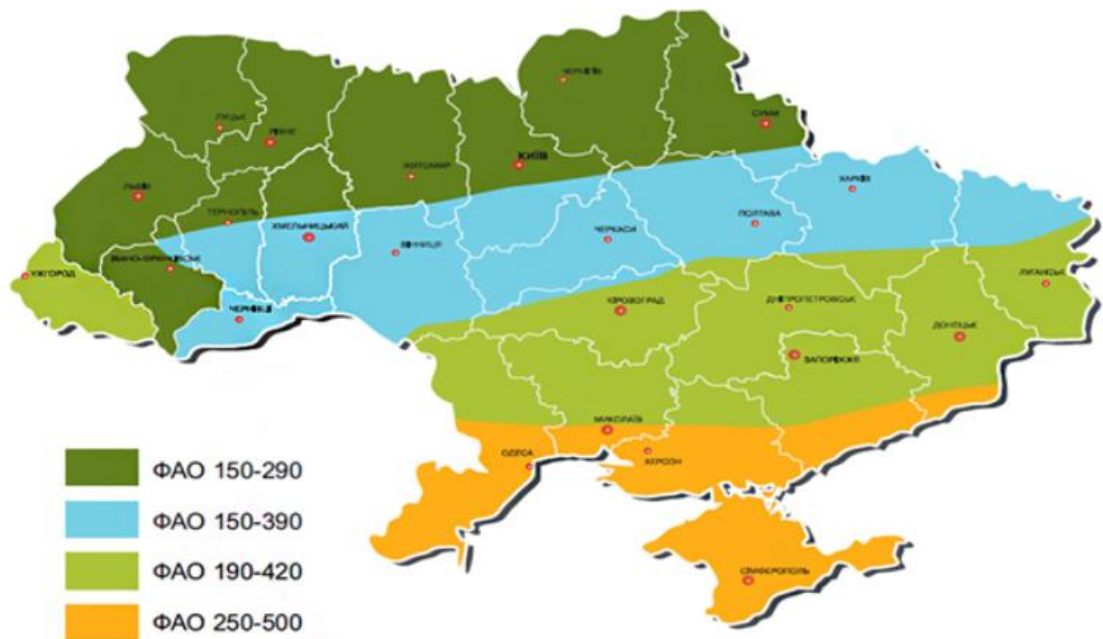 ЧЕРНІГІВ
ЛУЦЬК
РІВНЕ
СУМИ
ЖИТОМИР
КИЇВ
ЛЬВІВ
ХАРКІВ
ТЕРНОПІЛЬ
ХМЕЛЬНИЦЬКИЙ
ПОЛТАВА
ЧЕРКАСИ
ВІННИЦЯ
ІВАНО-ФРАНКІВСЬК
УЖГОРОД
ЛУГАНСЬК
ЧЕРНІВЦІ
КІРОВОГРАД
ДНІПРОПЕТРОВСЬК
ДОНЕЦЬК
ЗАПОРІЖЖЯ
МИКОЛАЇВ
ОДЕСА
ХЕРСОН
СІМФЕРОПОЛЬ
ФАО 150-290
ФАО 150-390
ФАО 190-420
ФАО 250-500